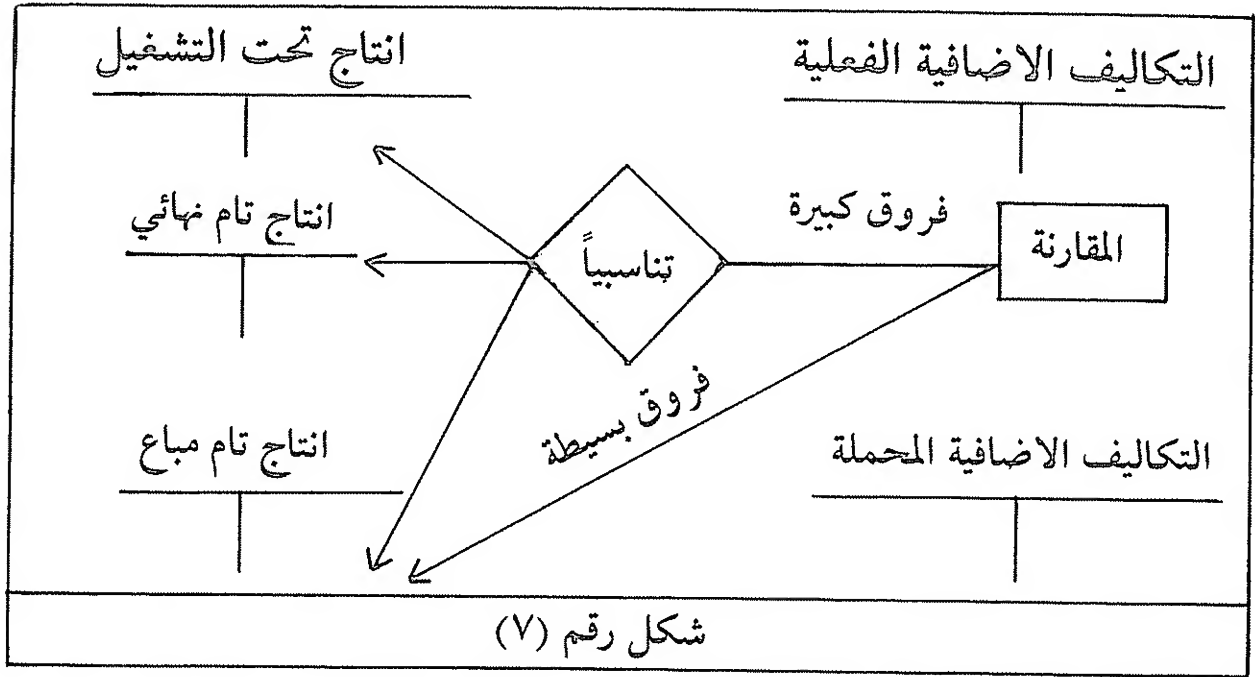 التكاليف الاضافية الفعلية
انتاج تحت التشغيل
فروق كبيرة
انتاج تام نهائي
المقارنة
تناسبياً
فروق بسيطة
التكاليف الاضافية المحملة
انتاج تام مباع
شكل رقم (٧)